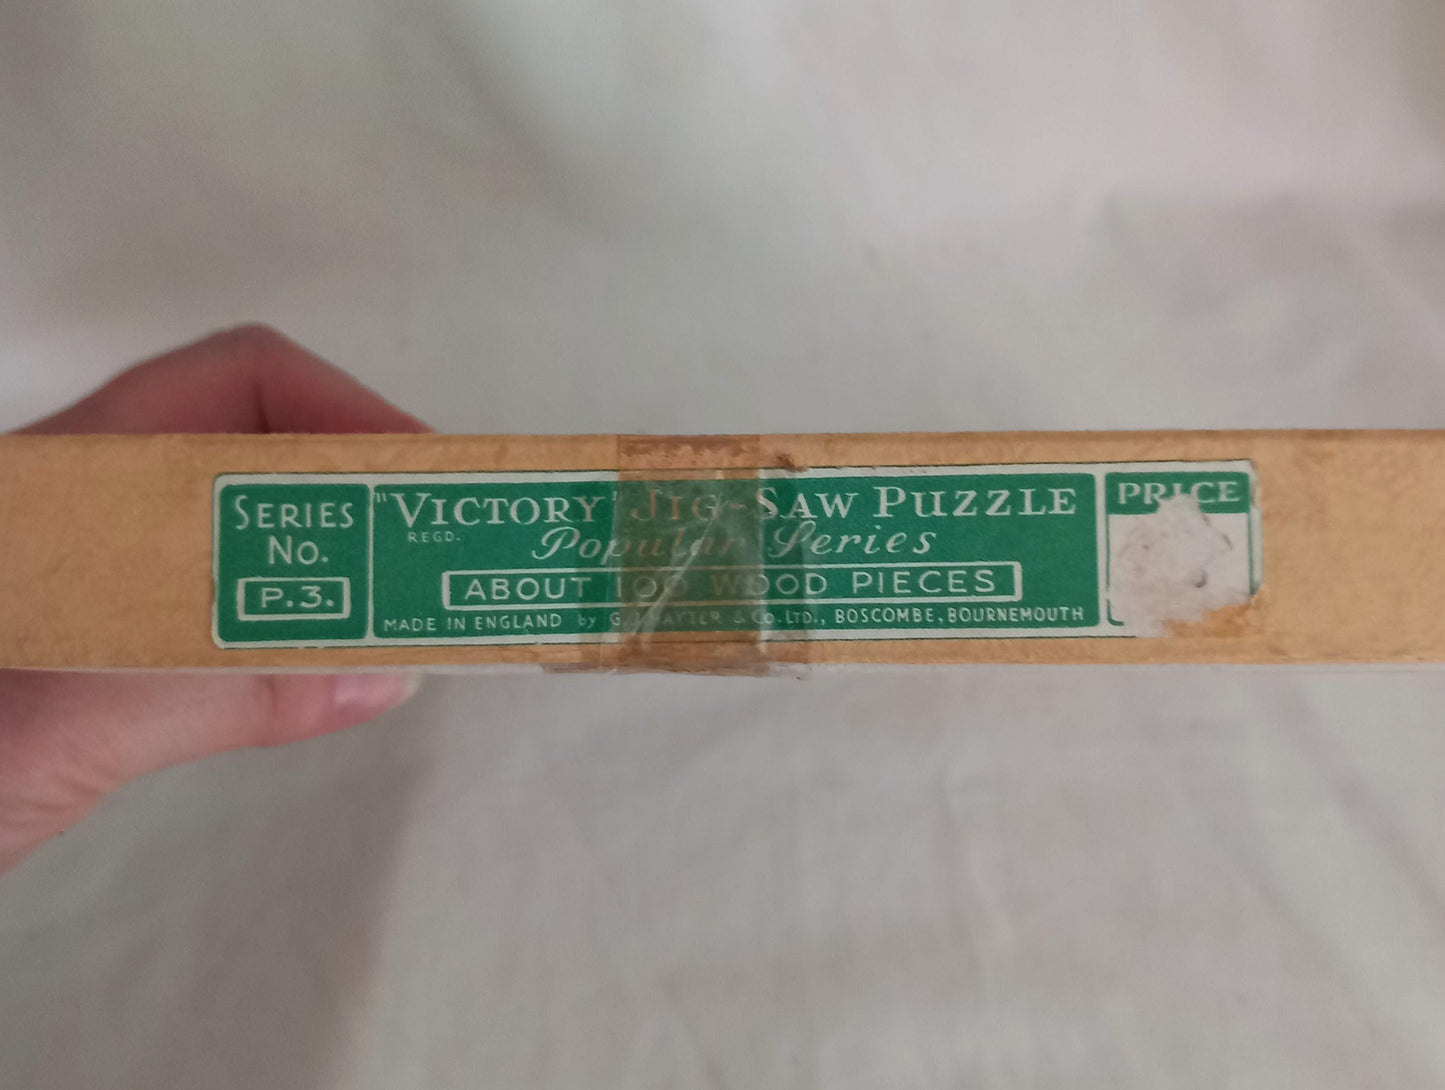 SERIES
No.
P.3.
"VICTORY" JIG-SAW PUZZLE
REGD.
Popular Series
ABOUT 100 WOOD PIECES
MADE IN ENGLAND by G.J. HAYTER & CO. LTD., BOSCOMBE, BOURNEMOUTH
PRICE